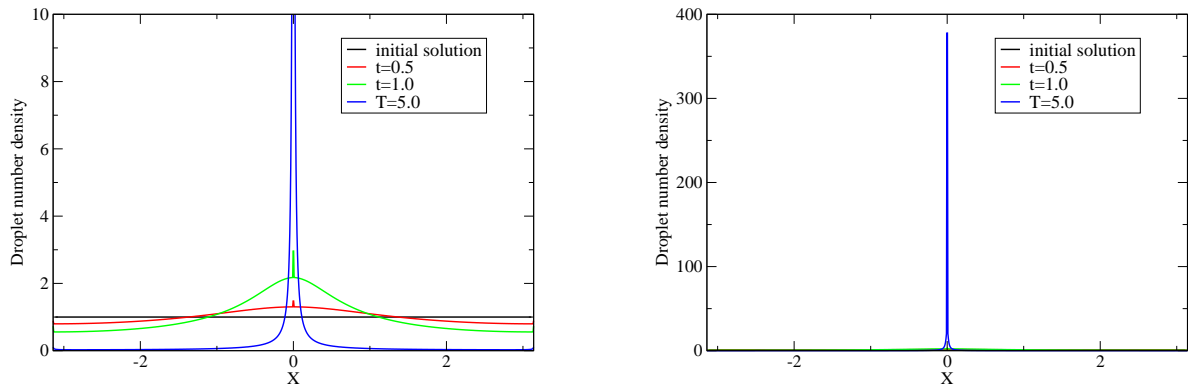 10
8
6
4
2
0
Droplet number density
-2 0 2
X
initial solution
t=0.5
t=1.0
T=5.0
400
300
200
100
0
Droplet number density
-2 0 2
X
initial solution
t=0.5
t=1.0
T=5.0